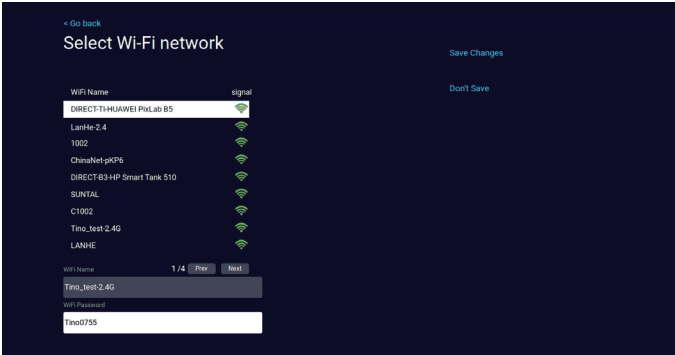 < Go back
Select Wi-Fi network
Save Changes
Don't Save
WiFi Name signal
DIRECT-TI-HUAWEI PixLab B5
LanHe-2.4
1002
ChinaNet-pKP6
DIRECT-B3-HP Smart Tank 510
SUNTAL
C1002
Tino_test-2.4G
LANHE
WiFi Name 1 /4 Prev Next
Tino_test-2.4G
WiFi Password
Tino0755